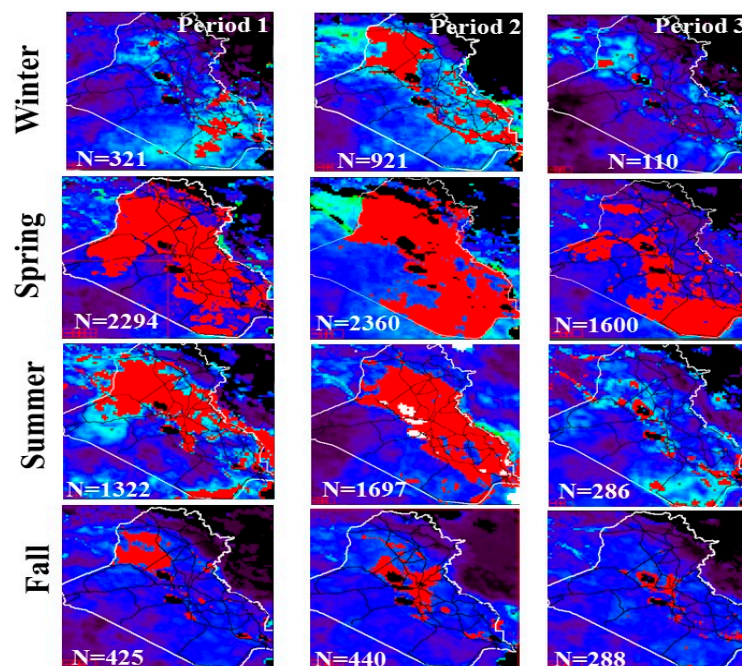 Period 1 Period 2 Period 3
Winter
N=321 N=921 N=110
Spring
N=2294 N=2360 N=1600
Summer
N=1322 N=1697 N=286
Fall
N=425 N=440 N=288